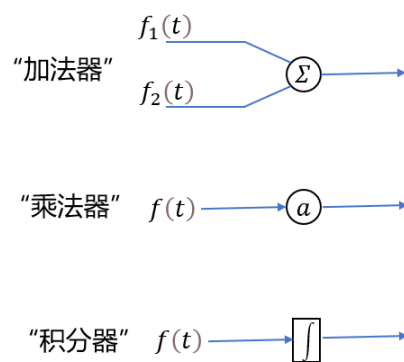 f₁(t)
“加法器” Σ
f₂(t)
“乘法器” f(t) a
“积分器” f(t) ∫